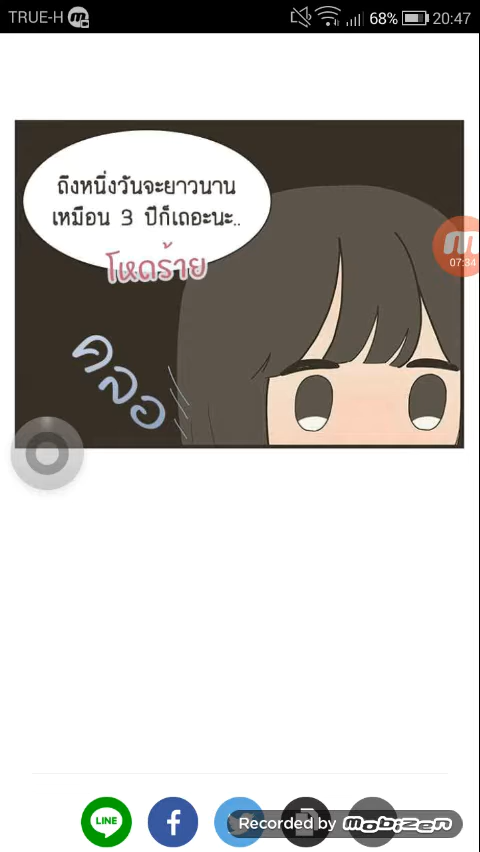 TRUE-H
68%
20:47
ถึงหนึ่งวันจะยาวนาน
เหมือน 3 ปีก็เถอะนะ..
โหดร้าย
07:34
คลอ
LINE
Recorded by mobizen